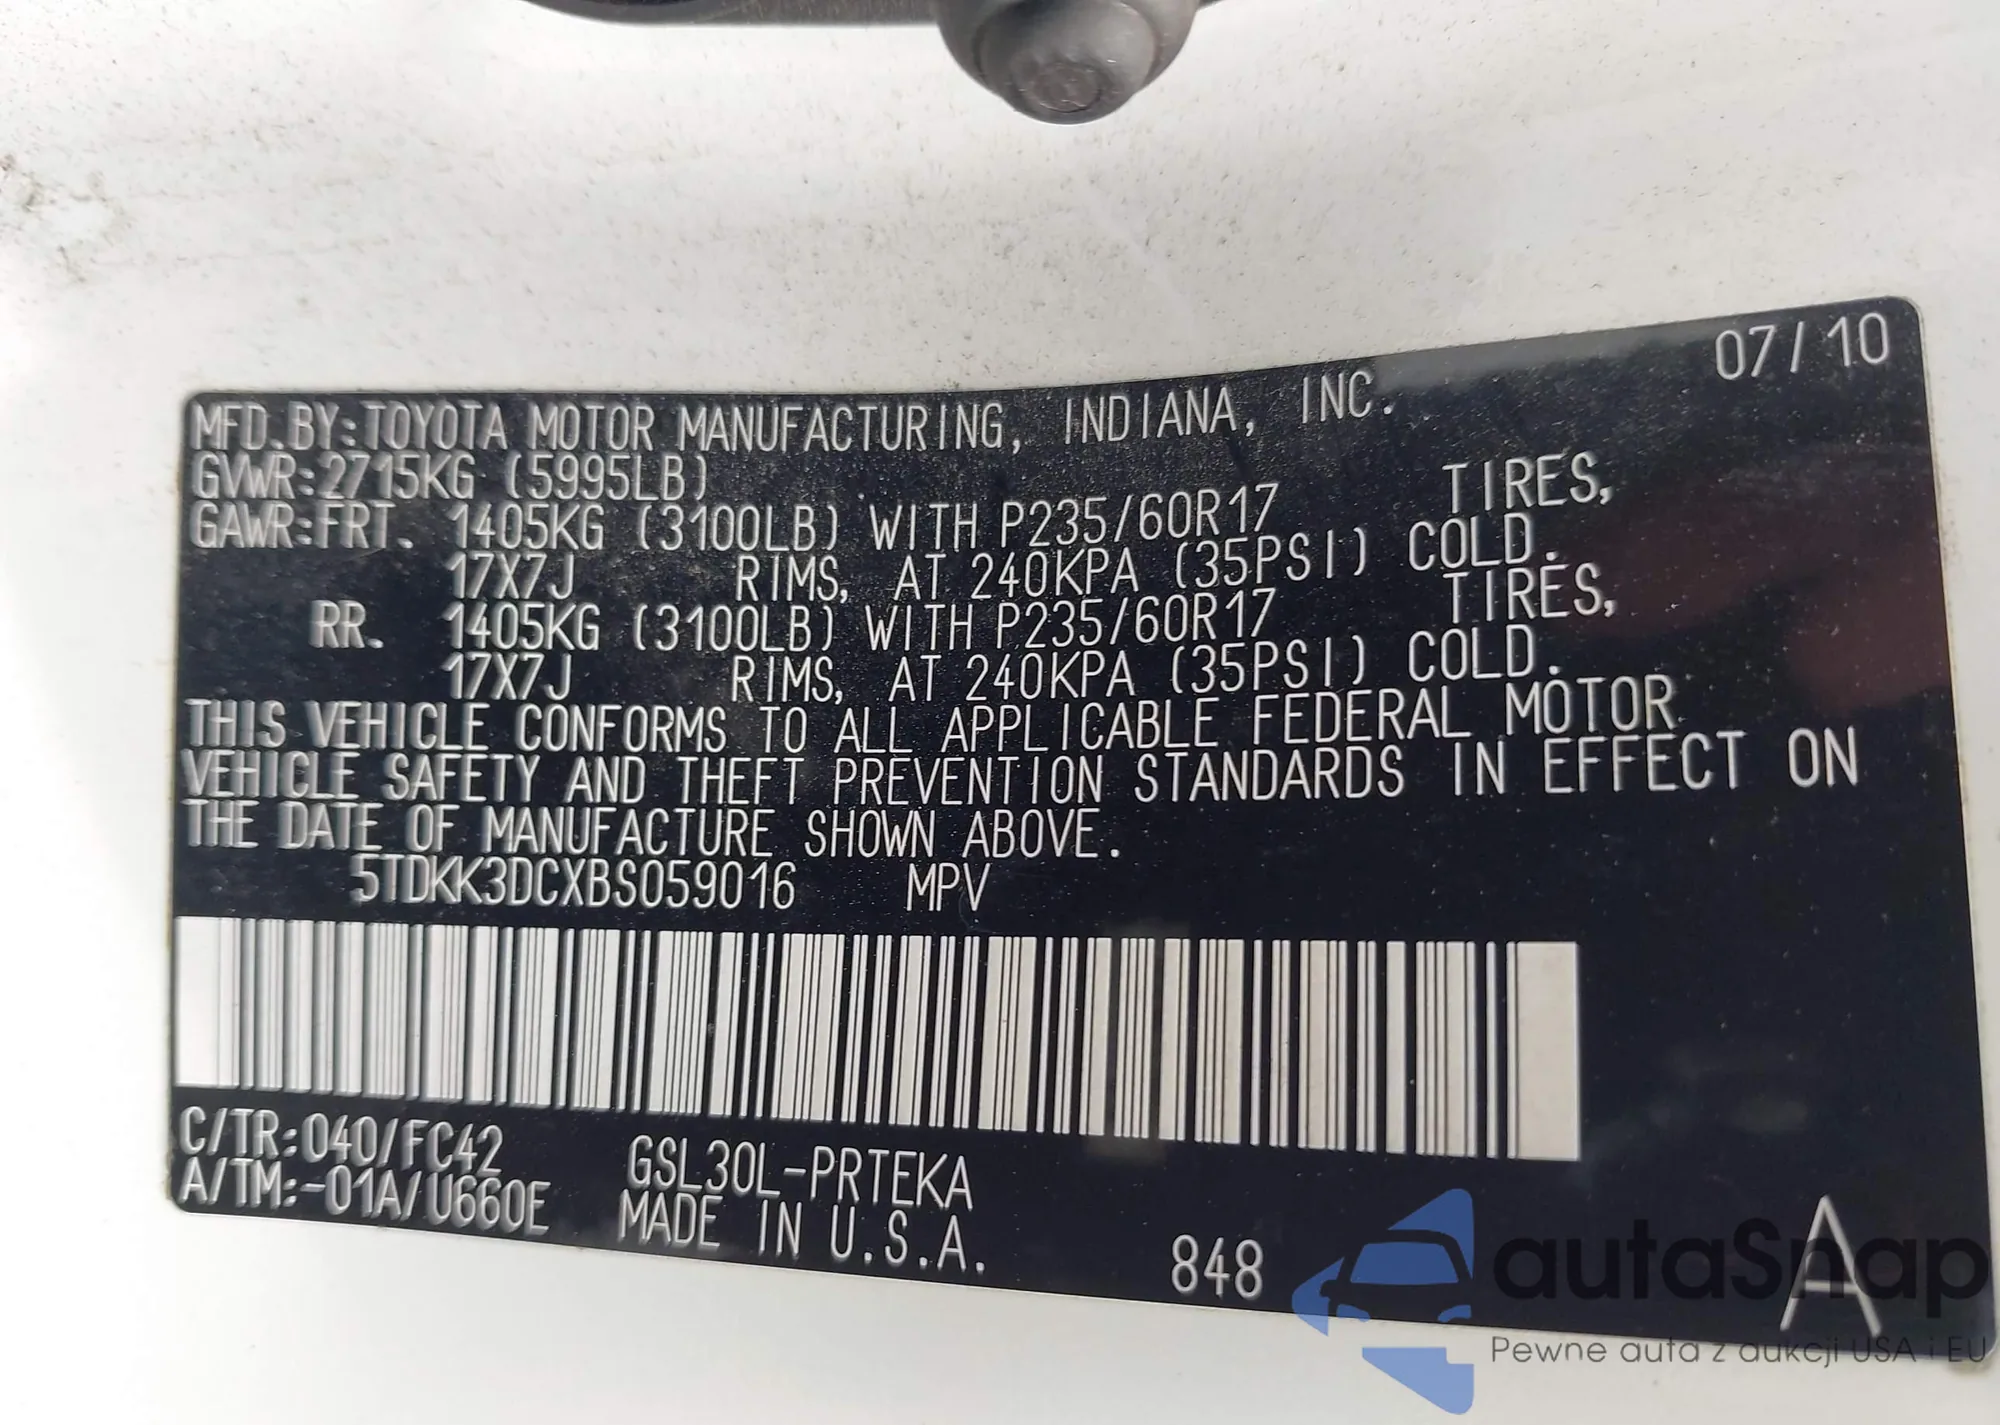 07/10
MFD.BY:TOYOTA MOTOR MANUFACTURING, INDIANA, INC.
GVWR:2715KG (5995LB)
GAWR:FRT. 1405KG (3100LB) WITH P235/60R17 TIRES,
17X7J RIMS, AT 240KPA (35PSI) COLD.
RR. 1405KG (3100LB) WITH P235/60R17 TIRES,
17X7J RIMS, AT 240KPA (35PSI) COLD.
THIS VEHICLE CONFORMS TO ALL APPLICABLE FEDERAL MOTOR
VEHICLE SAFETY AND THEFT PREVENTION STANDARDS IN EFFECT ON
THE DATE OF MANUFACTURE SHOWN ABOVE.
5TDKK3DCXBS059016 MPV
C/TR:040/FC42 GSL30L-PRTEKA
A/TM:-01A/U660E MADE IN U.S.A.
848 A
autaSnap
Pewne auta z aukcji USA i EU